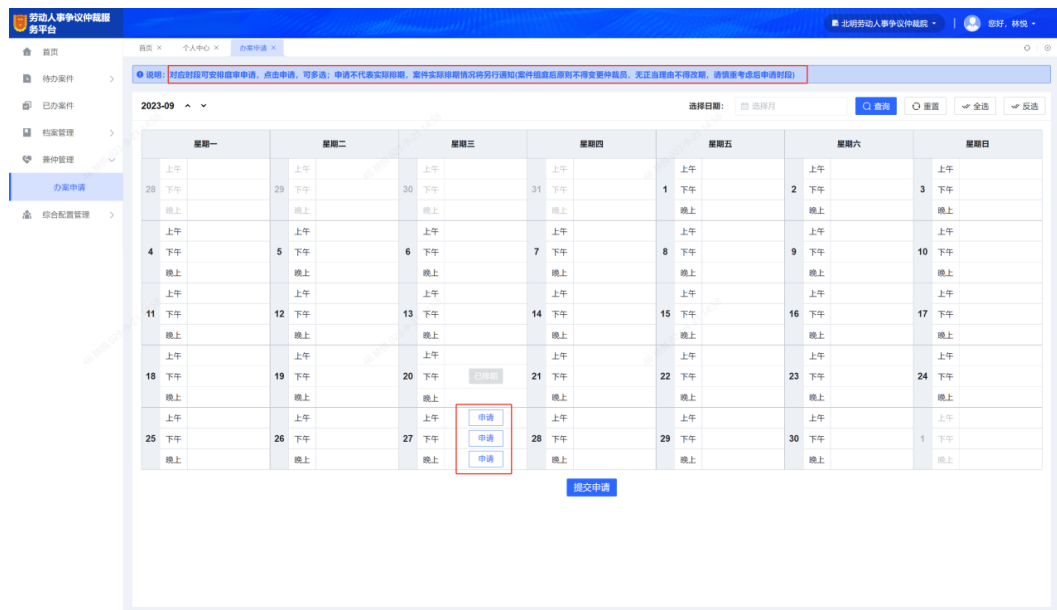 劳动人事争议仲裁服务平台
北明劳动人事争议仲裁院
您好, 林悦
首页
待办案件
已办案件
档案管理
兼仲管理
办案申请
综合配置管理
首页 × 个人中心 × 办案申请 ×
说明: 对应时段可安排庭审申请, 点击申请, 可多选; 申请不代表实际排期, 案件实际排期情况将另行通知(案件组庭后原则不得变更仲裁员, 无正当理由不得改期, 请慎重考虑后申请时段)
2023-09 选择日期: 选择月 查询 重置 全选 反选
星期一 星期二 星期三 星期四 星期五 星期六 星期日
上午 上午 上午 上午 上午 上午 上午
28 下午 29 下午 30 下午 31 下午 1 下午 2 下午 3 下午
晚上 晚上 晚上 晚上 晚上 晚上 晚上
上午 上午 上午 上午 上午 上午 上午
4 下午 5 下午 6 下午 7 下午 8 下午 9 下午 10 下午
晚上 晚上 晚上 晚上 晚上 晚上 晚上
上午 上午 上午 上午 上午 上午 上午
11 下午 12 下午 13 下午 14 下午 15 下午 16 下午 17 下午
晚上 晚上 晚上 晚上 晚上 晚上 晚上
上午 上午 上午 上午 上午 上午 上午
18 下午 19 下午 20 下午 已排期 21 下午 22 下午 23 下午 24 下午
晚上 晚上 晚上 晚上 晚上 晚上 晚上
上午 上午 上午 申请 上午 上午 上午 上午
25 下午 26 下午 27 下午 申请 28 下午 29 下午 30 下午 1 下午
晚上 晚上 晚上 申请 晚上 晚上 晚上 晚上
提交申请